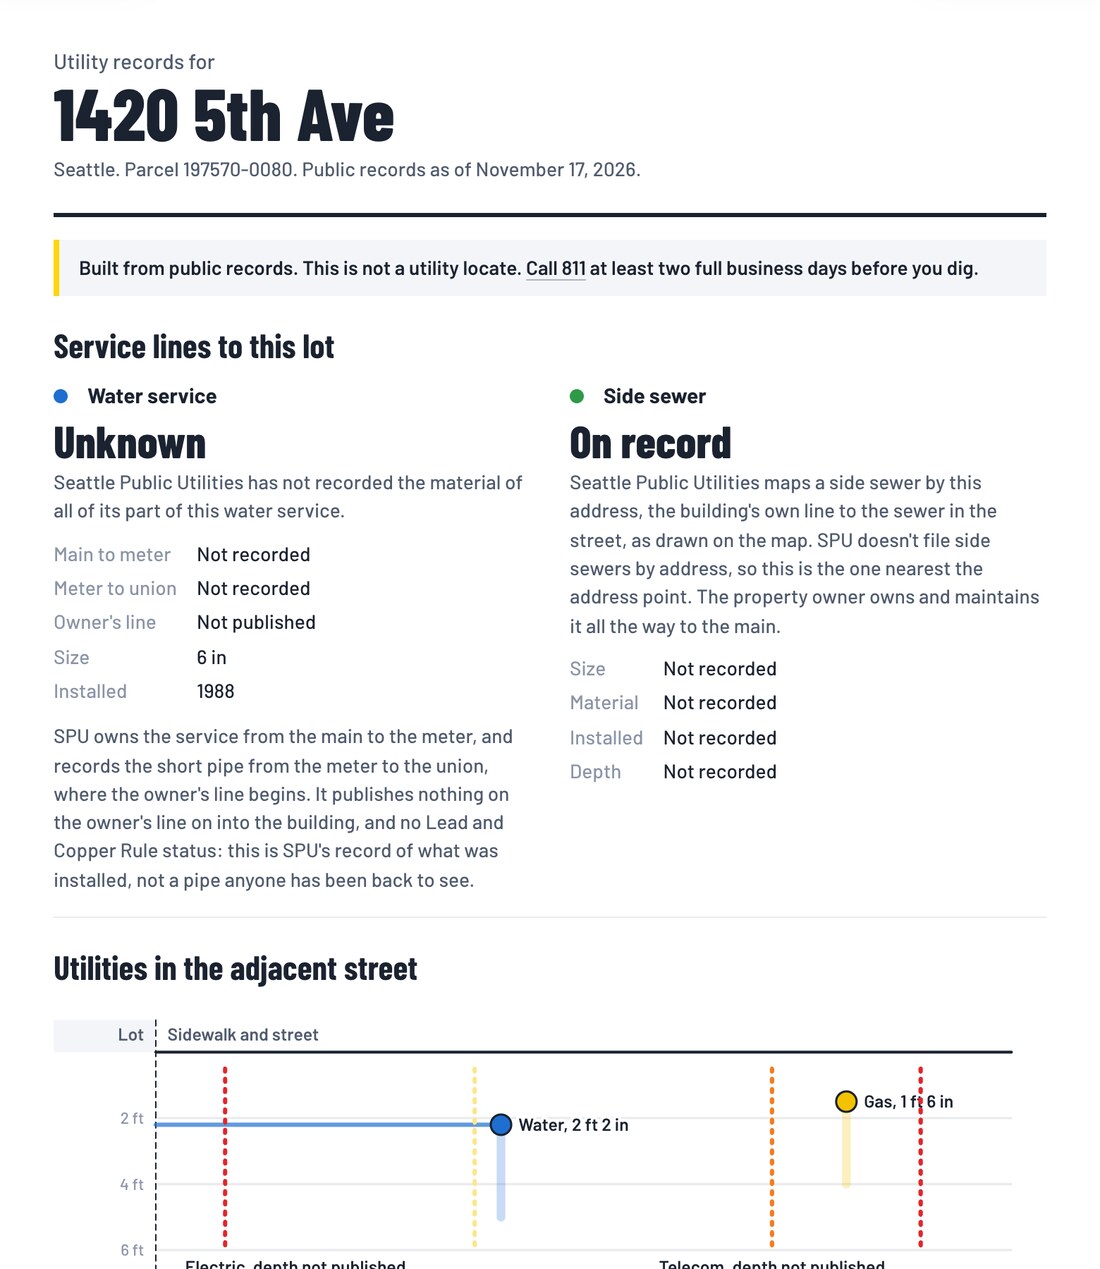 Utility records for
1420 5th Ave
Seattle. Parcel 197570-0080. Public records as of November 17, 2026.
Built from public records. This is not a utility locate. Call 811 at least two full business days before you dig.
Service lines to this lot
Water service
Unknown
Seattle Public Utilities has not recorded the material of
all of its part of this water service.
Main to meter Not recorded
Meter to union Not recorded
Owner's line Not published
Size 6 in
Installed 1988
SPU owns the service from the main to the meter, and
records the short pipe from the meter to the union,
where the owner's line begins. It publishes nothing on
the owner's line on into the building, and no Lead and
Copper Rule status: this is SPU's record of what was
installed, not a pipe anyone has been back to see.
Side sewer
On record
Seattle Public Utilities maps a side sewer by this
address, the building's own line to the sewer in the
street, as drawn on the map. SPU doesn't file side
sewers by address, so this is the one nearest the
address point. The property owner owns and maintains
it all the way to the main.
Size Not recorded
Material Not recorded
Installed Not recorded
Depth Not recorded
Utilities in the adjacent street
Lot Sidewalk and street
Gas, 1 ft 6 in
2 ft
Water, 2 ft 2 in
4 ft
6 ft
Electric, depth not published
Telecom, depth not published